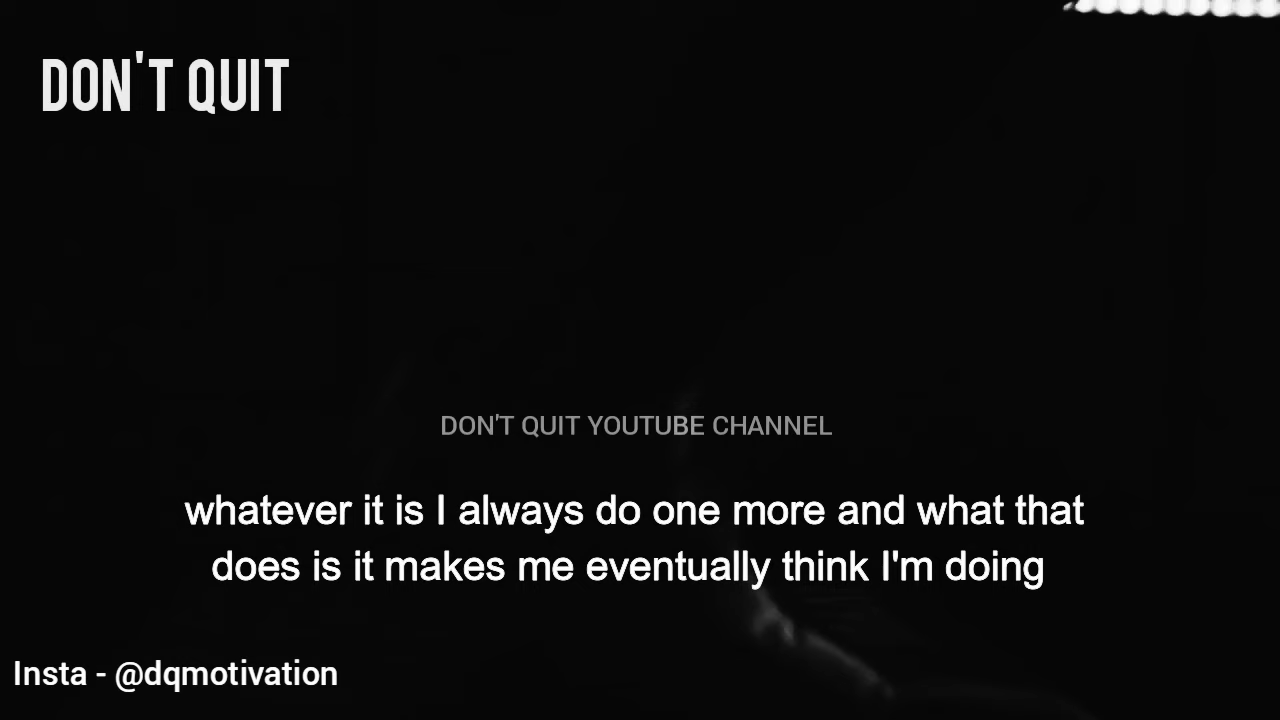 DON'T QUIT
DON'T QUIT YOUTUBE CHANNEL
whatever it is I always do one more and what that
does is it makes me eventually think I'm doing
Insta - @dqmotivation